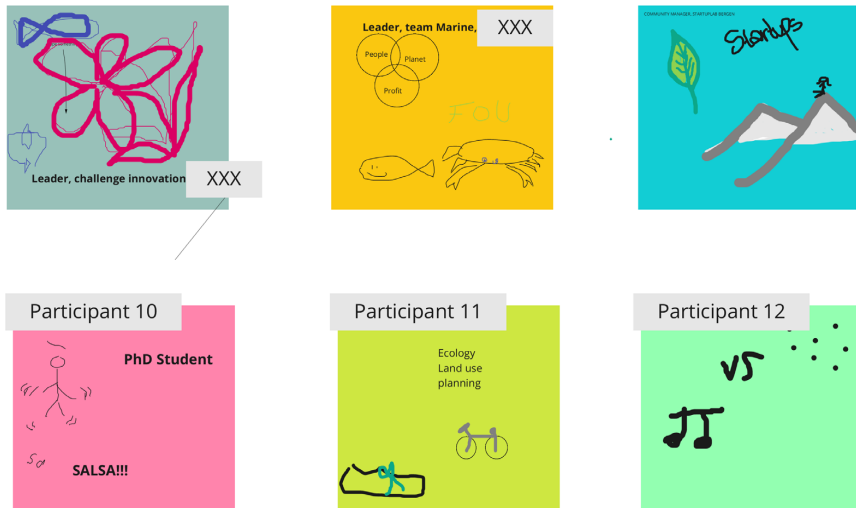 Leader, challenge innovation
XXX
Leader, team Marine,
XXX
People
Planet
Profit
FOU
COMMUNITY MANAGER, STARTUPLAB BERGEN
Startups
Participant 10
PhD Student
SALSA!!!
Participant 11
Ecology
Land use
planning
Participant 12
VS